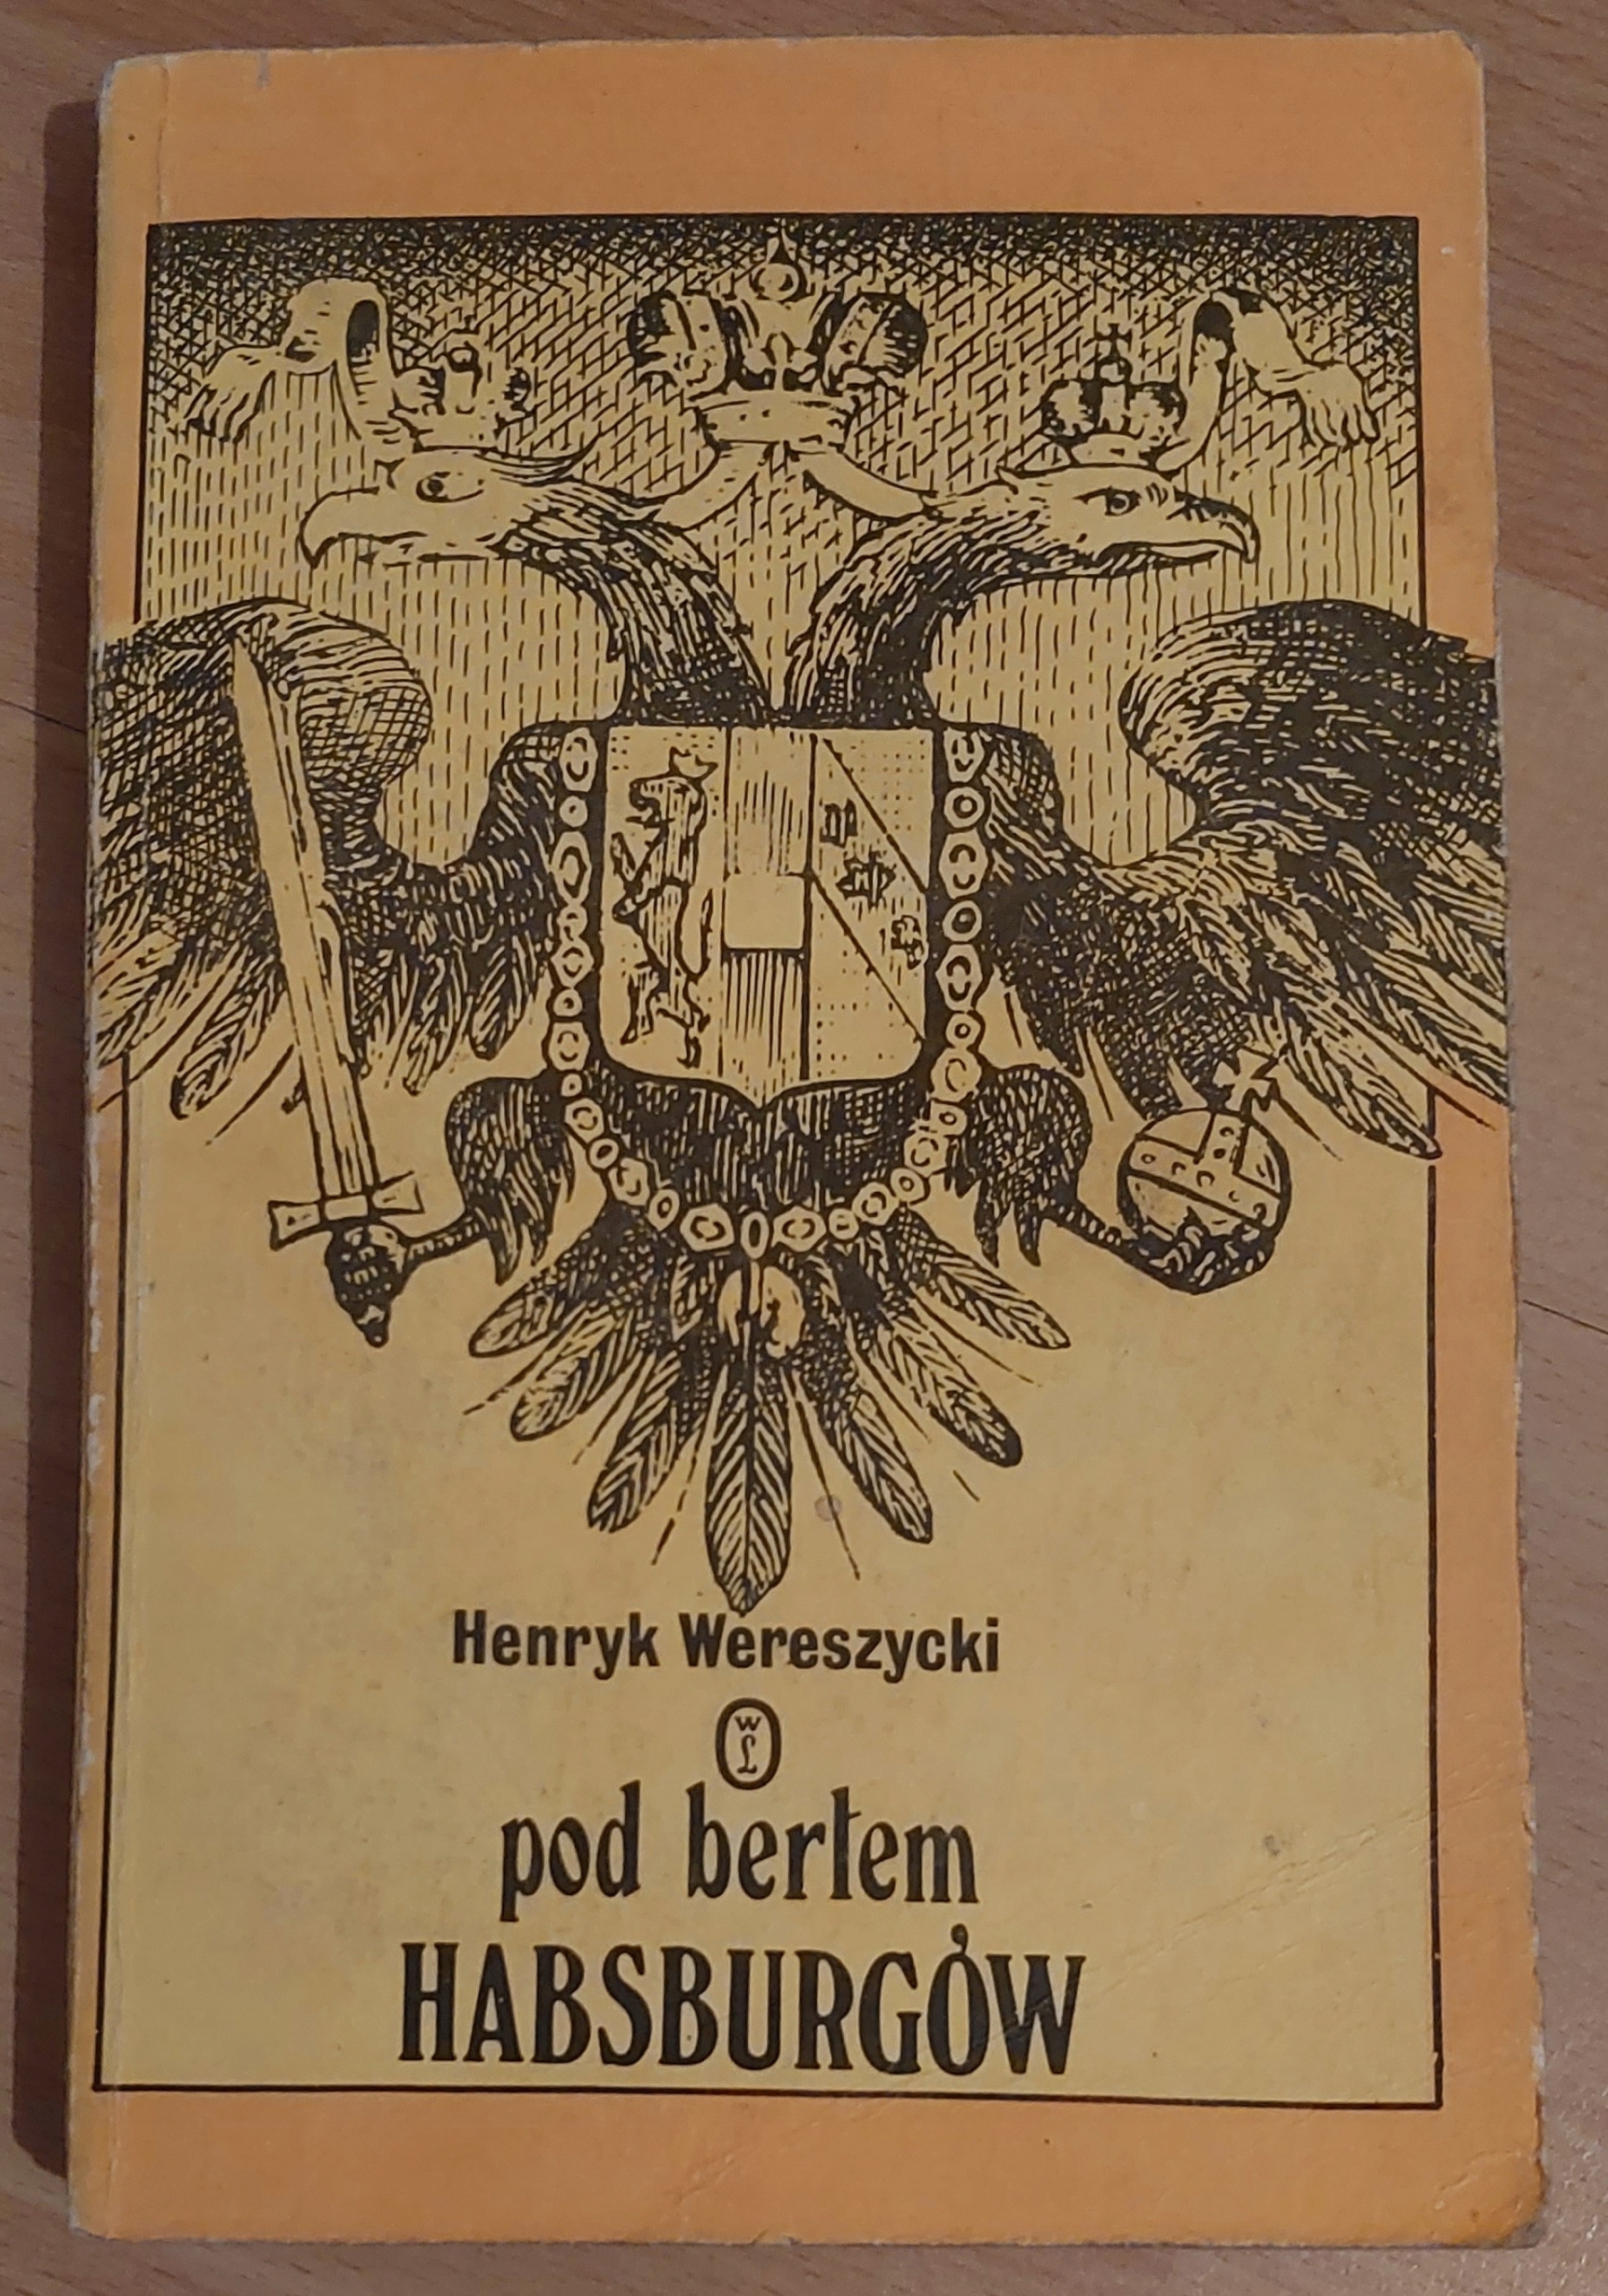 Henryk Wereszycki
WL
pod berłem
HABSBURGÓW